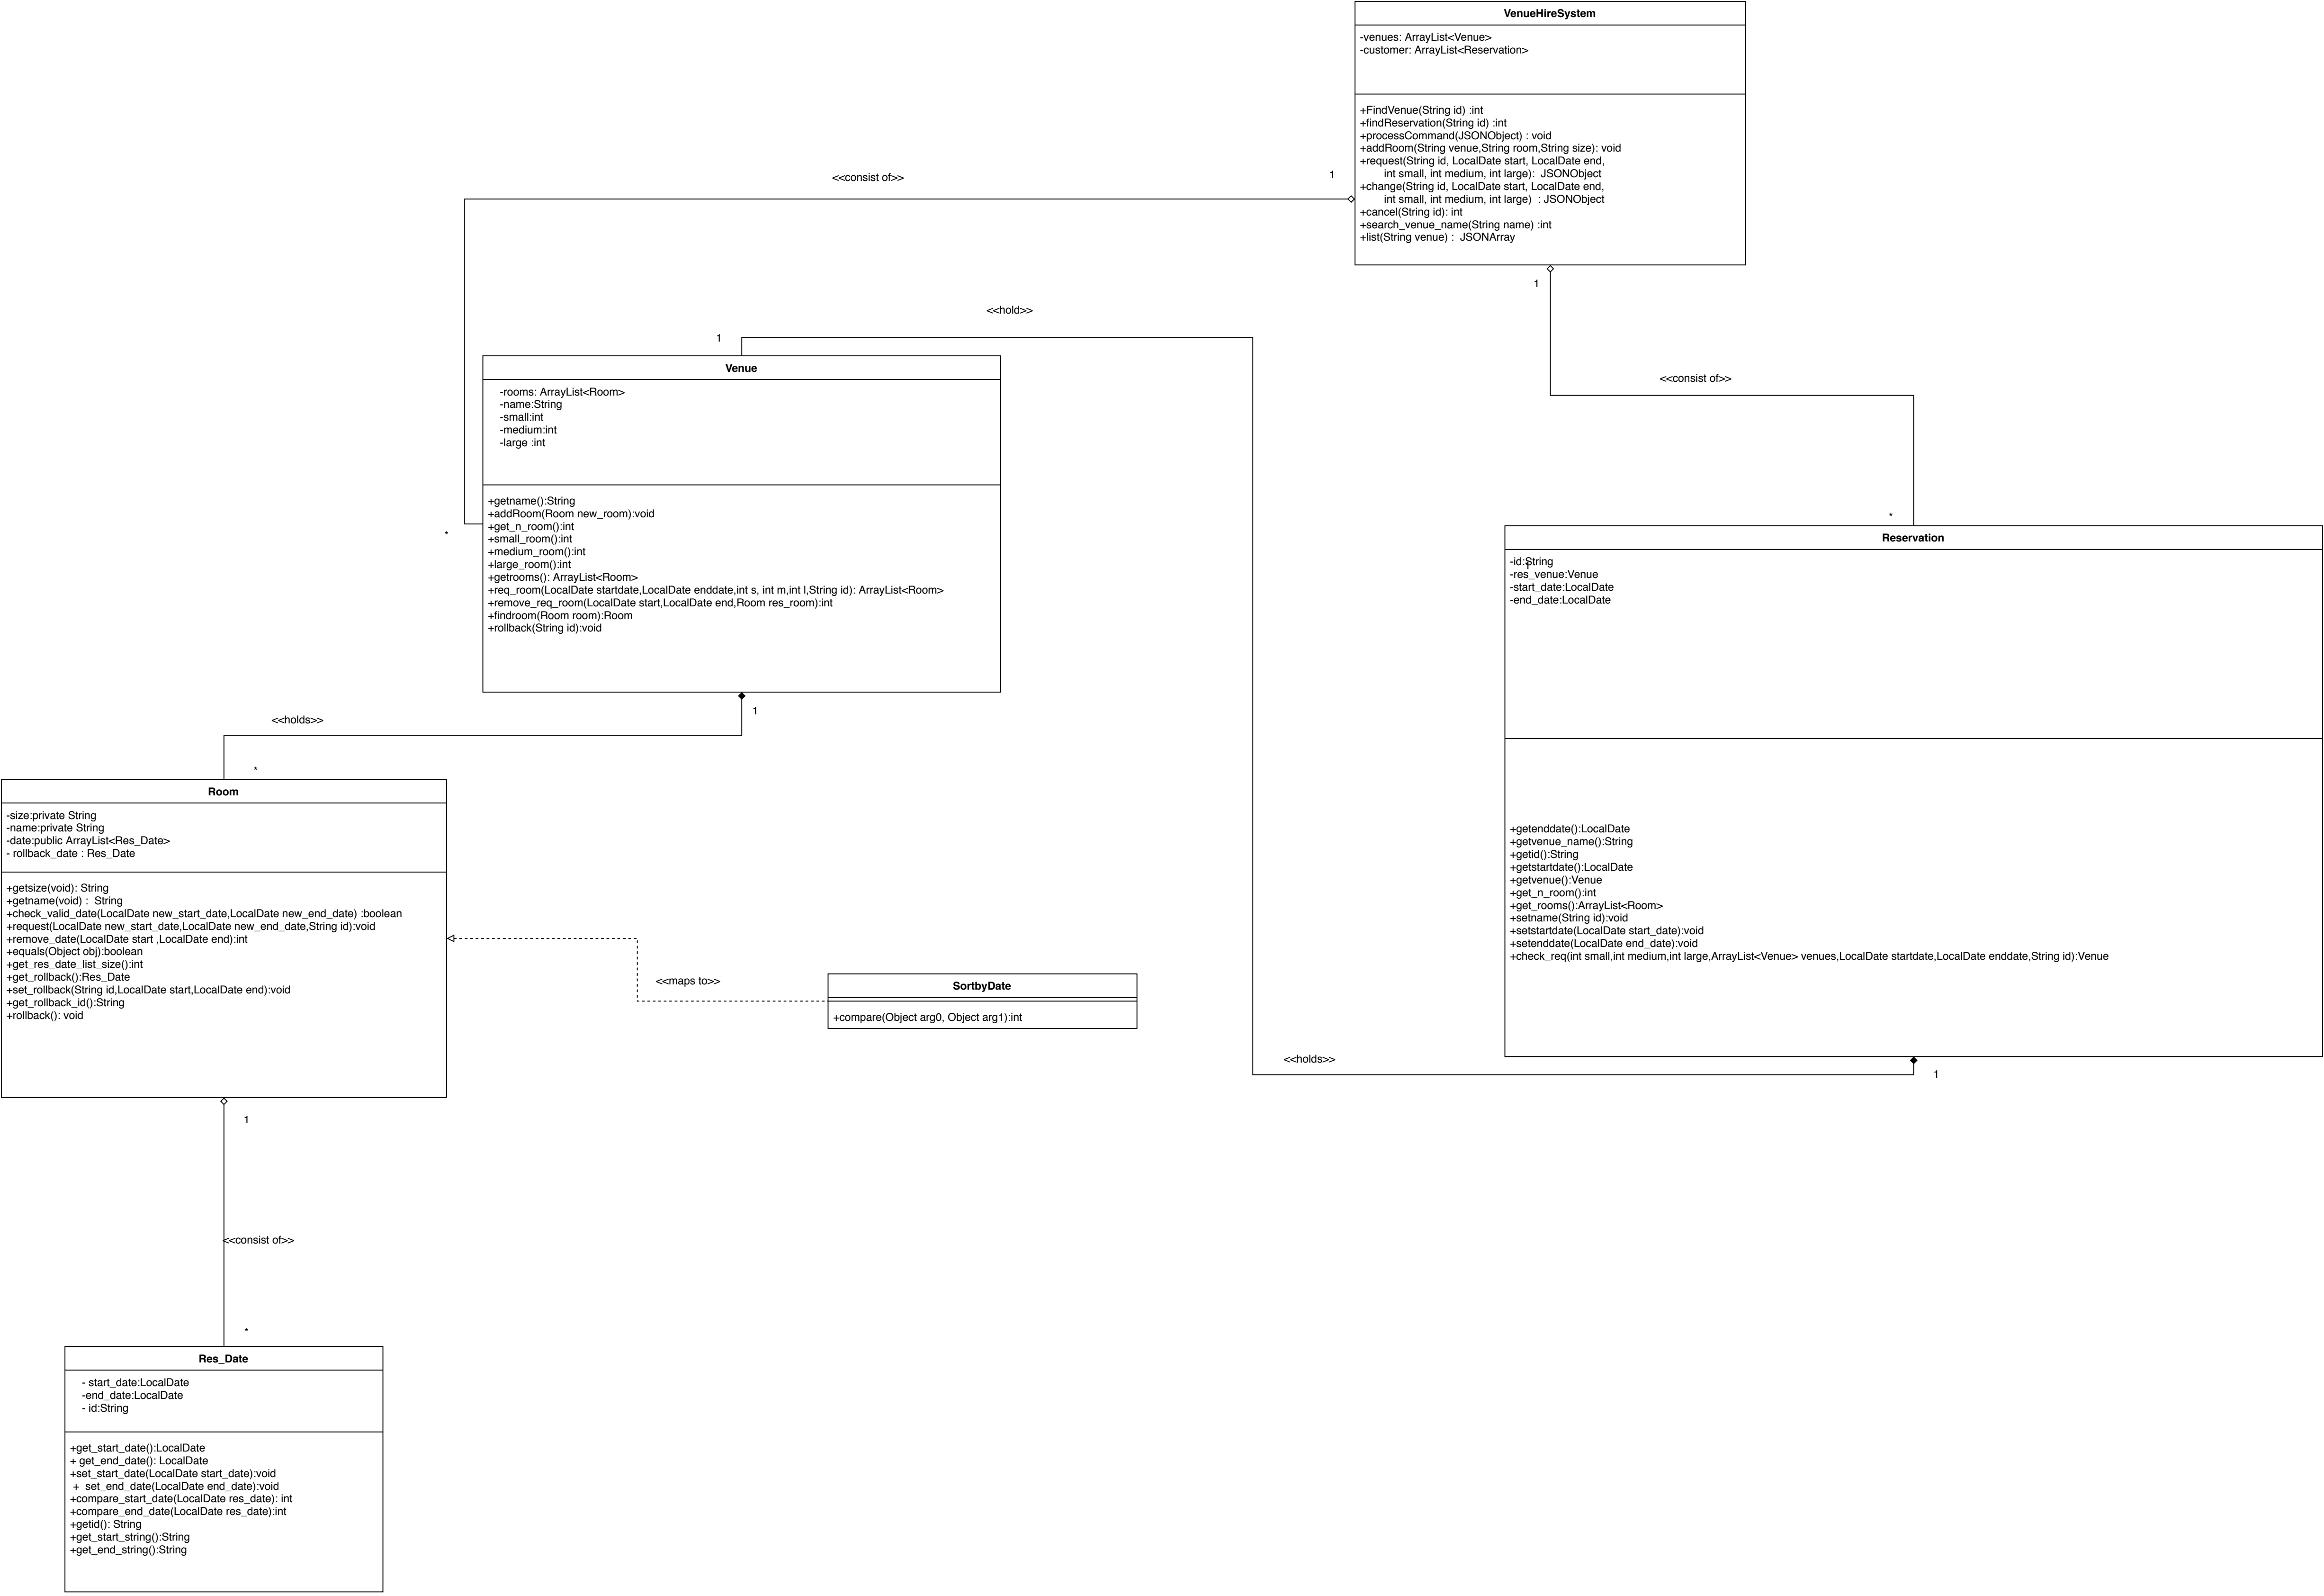 VenueHireSystem
-venues: ArrayList<Venue>
-customer: ArrayList<Reservation>
+FindVenue(String id) :int
+findReservation(String id) :int
+processCommand(JSONObject) : void
+addRoom(String venue,String room,String size): void
+request(String id, LocalDate start, LocalDate end,
int small, int medium, int large):  JSONObject
+change(String id, LocalDate start, LocalDate end,
int small, int medium, int large)  : JSONObject
+cancel(String id): int
+search_venue_name(String name) :int
+list(String venue) :  JSONArray
<<consist of>>
1
1
<<hold>>
1
<<consist of>>
*
*
Venue
-rooms: ArrayList<Room>
-name:String
-small:int
-medium:int
-large :int
+getname():String
+addRoom(Room new_room):void
+get_n_room():int
+small_room():int
+medium_room():int
+large_room():int
+getrooms(): ArrayList<Room>
+req_room(LocalDate startdate,LocalDate enddate,int s, int m,int l,String id): ArrayList<Room>
+remove_req_room(LocalDate start,LocalDate end,Room res_room):int
+findroom(Room room):Room
+rollback(String id):void
1
<<holds>>
*
Reservation
-id:String
-res_venue:Venue
-start_date:LocalDate
-end_date:LocalDate
+getenddate():LocalDate
+getvenue_name():String
+getid():String
+getstartdate():LocalDate
+getvenue():Venue
+get_n_room():int
+get_rooms():ArrayList<Room>
+setname(String id):void
+setstartdate(LocalDate start_date):void
+setenddate(LocalDate end_date):void
+check_req(int small,int medium,int large,ArrayList<Venue> venues,LocalDate startdate,LocalDate enddate,String id):Venue
<<holds>>
1
Room
-size:private String
-name:private String
-date:public ArrayList<Res_Date>
- rollback_date : Res_Date
+getsize(void): String
+getname(void) :  String
+check_valid_date(LocalDate new_start_date,LocalDate new_end_date) :boolean
+request(LocalDate new_start_date,LocalDate new_end_date,String id):void
+remove_date(LocalDate start ,LocalDate end):int
+equals(Object obj):boolean
+get_res_date_list_size():int
+get_rollback():Res_Date
+set_rollback(String id,LocalDate start,LocalDate end):void
+get_rollback_id():String
+rollback(): void
<<maps to>>
SortbyDate
+compare(Object arg0, Object arg1):int
1
<<consist of>>
*
Res_Date
- start_date:LocalDate
-end_date:LocalDate
- id:String
+get_start_date():LocalDate
+ get_end_date(): LocalDate
+set_start_date(LocalDate start_date):void
+  set_end_date(LocalDate end_date):void
+compare_start_date(LocalDate res_date): int
+compare_end_date(LocalDate res_date):int
+getid(): String
+get_start_string():String
+get_end_string():String